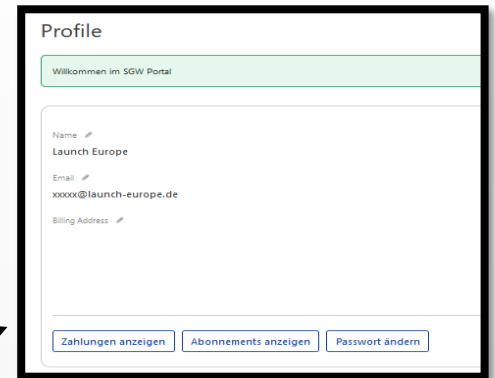 Profile
Willkommen im SGW Portal
Name
Launch Europe
Email
xxxxx@launch-europe.de
Billing Address
Zahlungen anzeigen Abonnements anzeigen Passwort ändern